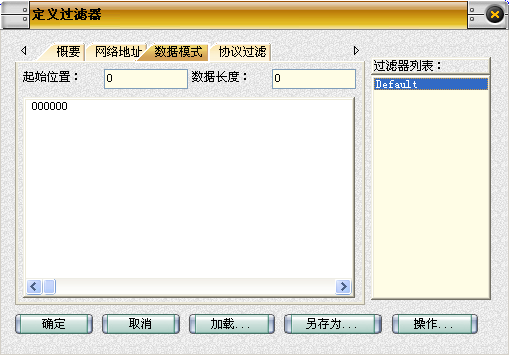 定义过滤器
概要 网络地址 数据模式 协议过滤
起始位置： 0 数据长度： 0
过滤器列表：
000000
Default
确定 取消 加载... 另存为... 操作...